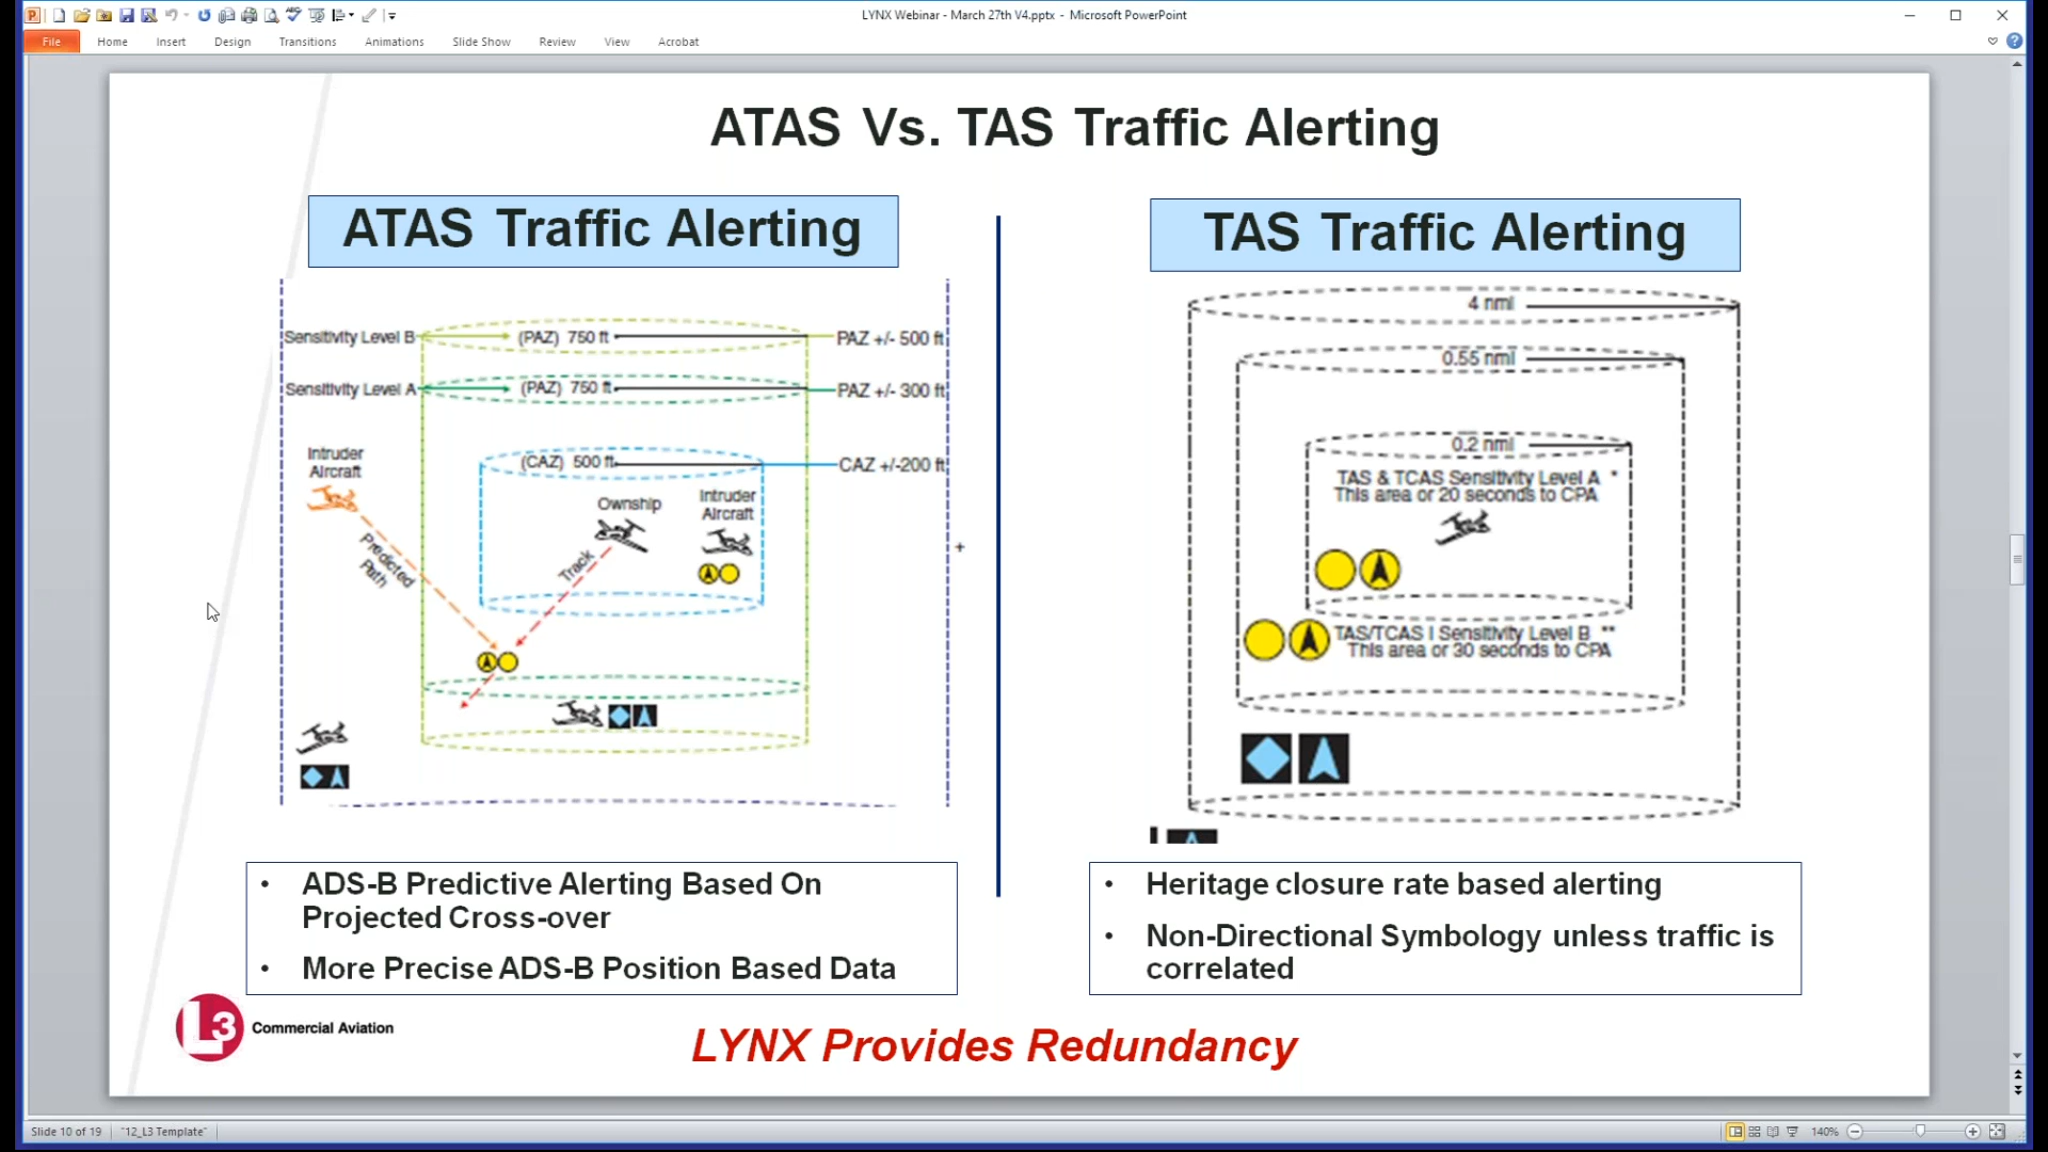 LYNX Webinar - March 27th V4.pptx - Microsoft PowerPoint
File Home Insert Design Transitions Animations Slide Show Review View Acrobat
ATAS Vs. TAS Traffic Alerting
ATAS Traffic Alerting
Sensitivity Level B
(PAZ) 750 ft
PAZ +/- 500 ft
Sensitivity Level A
(PAZ) 750 ft
PAZ +/- 300 ft
(CAZ) 500 ft
CAZ +/-200 ft
Intruder
Aircraft
Predicted
Path
Ownship
Track
Intruder
Aircraft
+
TAS Traffic Alerting
4 nml
0.55 nml
0.2 nml
TAS & TCAS Sensitivity Level A *
This area or 20 seconds to CPA
TAS/TCAS I Sensitivity Level B **
This area or 30 seconds to CPA
• ADS-B Predictive Alerting Based On
Projected Cross-over
• More Precise ADS-B Position Based Data
• Heritage closure rate based alerting
• Non-Directional Symbology unless traffic is
correlated
L3 Commercial Aviation
LYNX Provides Redundancy
Slide 10 of 19 "12_L3 Template" 140%